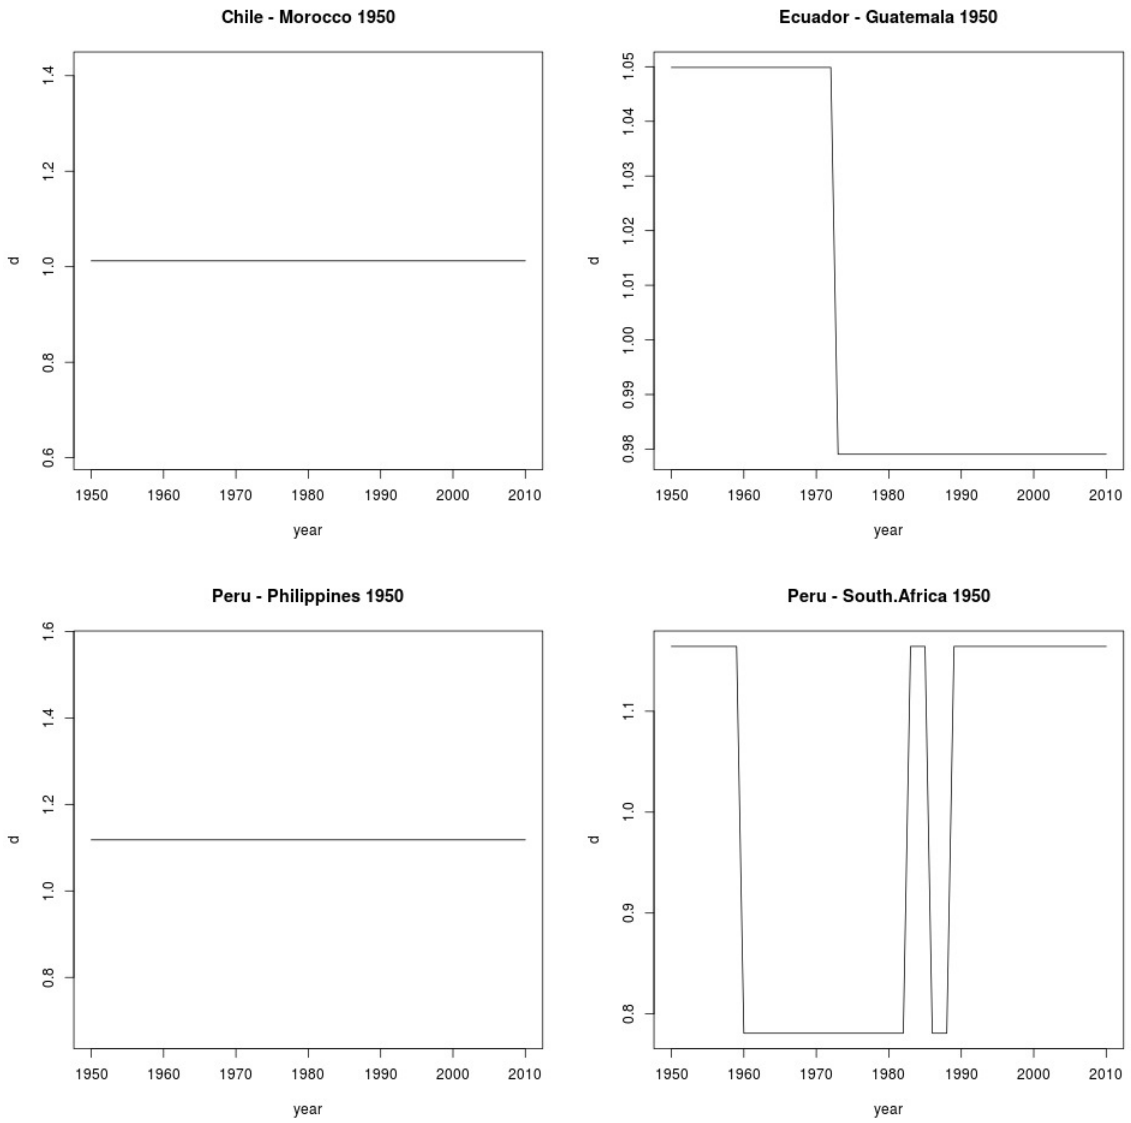 Chile - Morocco 1950
d
1.4
1.2
1.0
0.8
0.6
1950 1960 1970 1980 1990 2000 2010
year
Ecuador - Guatemala 1950
d
1.05
1.04
1.03
1.02
1.01
1.00
0.99
0.98
1950 1960 1970 1980 1990 2000 2010
year
Peru - Philippines 1950
d
1.6
1.4
1.2
1.0
0.8
1950 1960 1970 1980 1990 2000 2010
year
Peru - South.Africa 1950
d
1.1
1.0
0.9
0.8
1950 1960 1970 1980 1990 2000 2010
year